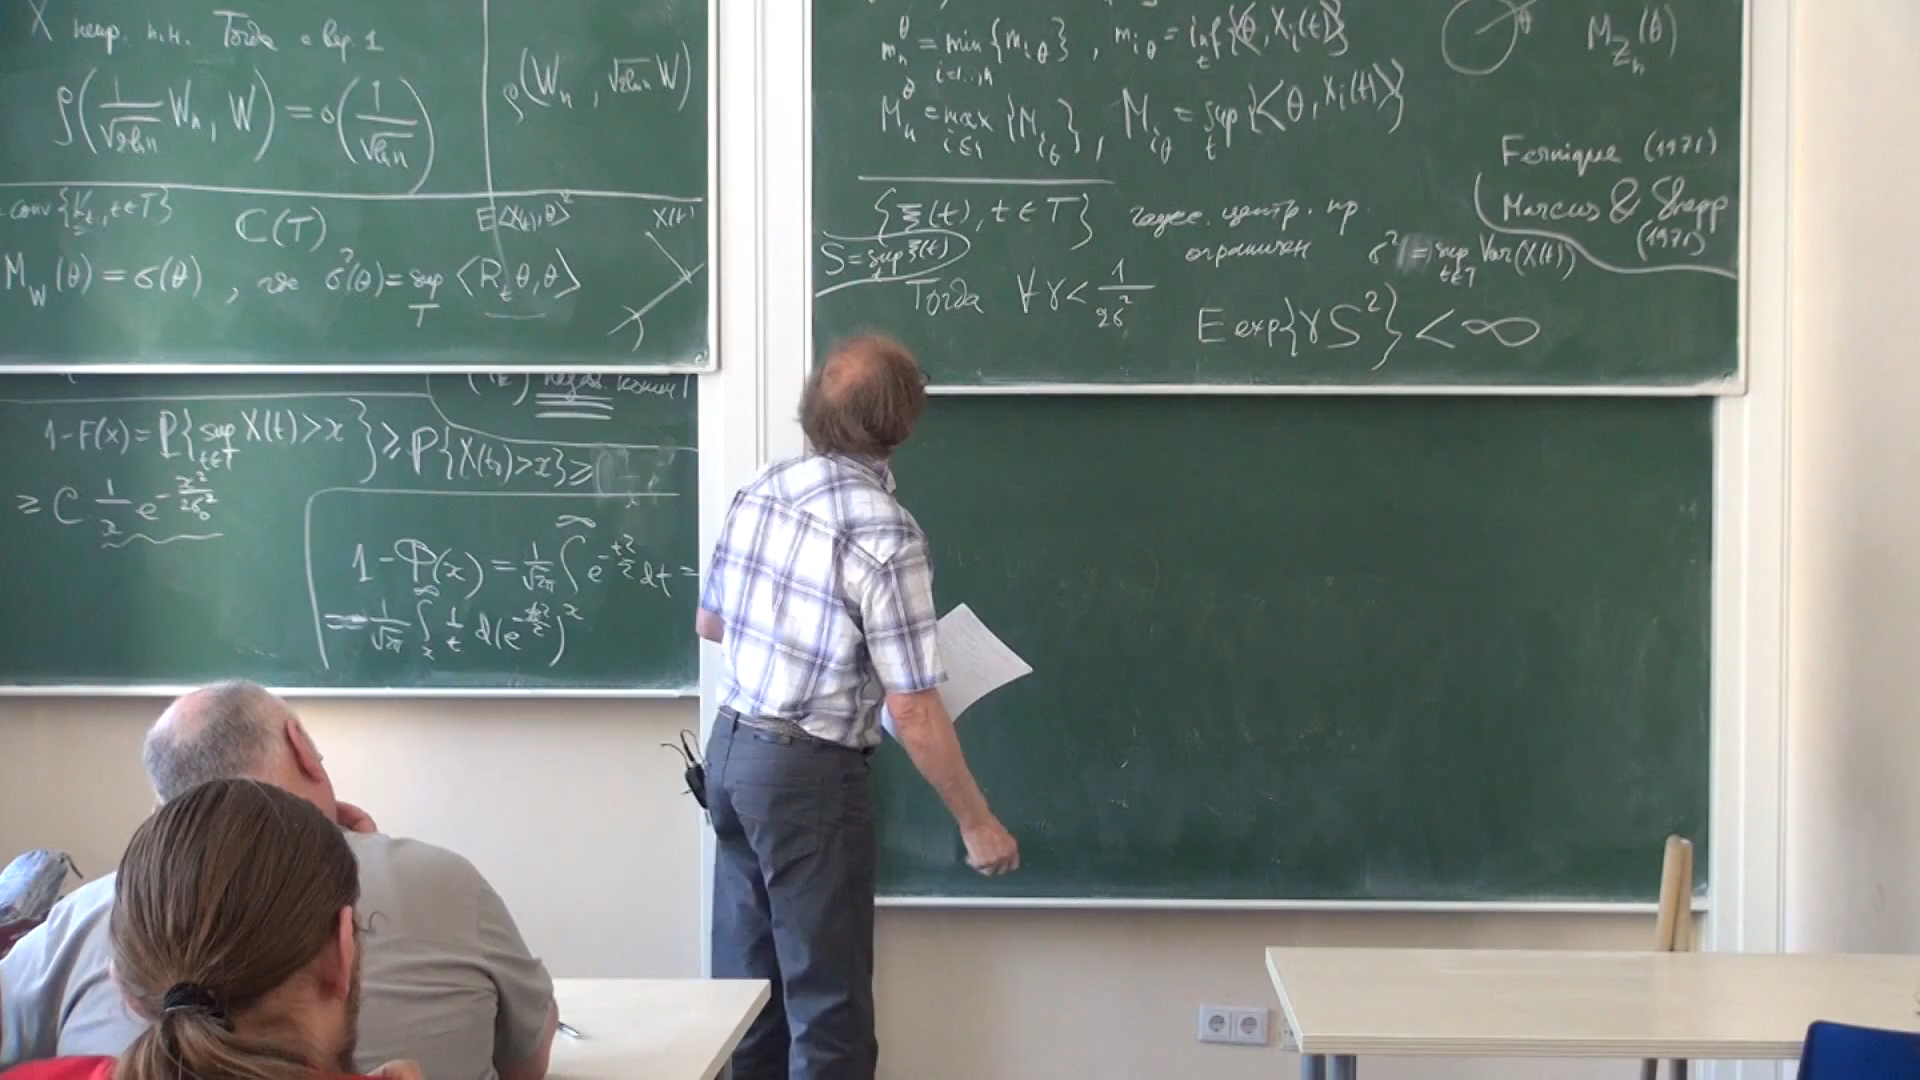 X непр. п.н. Тогда с вер. 1
ρ(1/√(2ln n) W_n, W) = o(1/√(ln n))
ρ(W_n, √(2ln n) W)
= conv{K_t, t∈T}
C(T)
E⟨X(t), θ⟩²
X(t)
M_W(θ) = σ(θ), где σ²(θ) = sup_T ⟨R_t θ, θ⟩
1-F(x) = P{sup_{t∈T} X(t) > x} ≥ P{X(t₀) > x} ≥
≥ C 1/x e^{-x²/2σ₀²}
1-Φ(x) = 1/√2π ∫ e^{-t²/2} dt =
= 1/√2π ∫_x^∞ 1/t d(e^{-t²/2})
m_n^θ = min_{i=1..,n} {m_{iθ}}, m_{iθ} = inf_t {⟨θ, X_i(t)⟩}
θ
M_{Z_n}(θ)
M_n^θ = max_{i≤n} {M_{iθ}}, M_{iθ} = sup_t {⟨θ, X_i(t)⟩}
Fernique (1971)
Marcus & Shepp
(1971)
{ξ(t), t∈T} гаусс. центр. пр.
ограничен
S = sup_t ξ(t)
σ² = sup_{t∈T} Var(X(t))
Тогда ∀ γ < 1/2σ²
E exp{γS²} < ∞